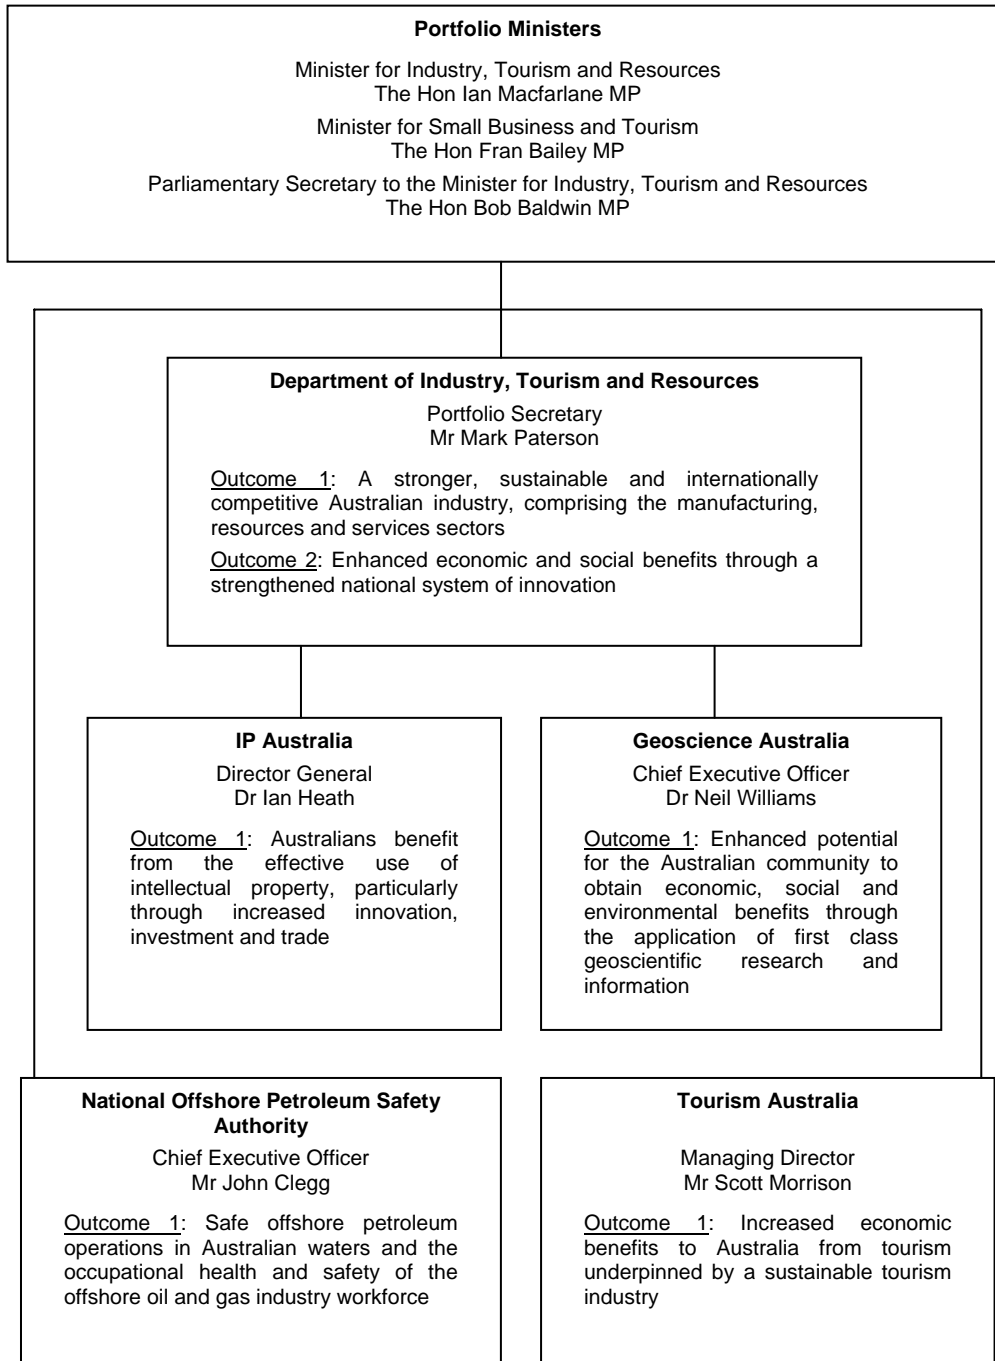 Portfolio Ministers
Minister for Industry, Tourism and Resources
The Hon Ian Macfarlane MP
Minister for Small Business and Tourism
The Hon Fran Bailey MP
Parliamentary Secretary to the Minister for Industry, Tourism and Resources
The Hon Bob Baldwin MP
Department of Industry, Tourism and Resources
Portfolio Secretary
Mr Mark Paterson
Outcome 1: A stronger, sustainable and internationally
competitive Australian industry, comprising the manufacturing,
resources and services sectors
Outcome 2: Enhanced economic and social benefits through a
strengthened national system of innovation
IP Australia
Director General
Dr Ian Heath
Outcome 1: Australians benefit
from the effective use of
intellectual property, particularly
through increased innovation,
investment and trade
Geoscience Australia
Chief Executive Officer
Dr Neil Williams
Outcome 1: Enhanced potential
for the Australian community to
obtain economic, social and
environmental benefits through
the application of first class
geoscientific research and
information
National Offshore Petroleum Safety
Authority
Chief Executive Officer
Mr John Clegg
Outcome 1: Safe offshore petroleum
operations in Australian waters and the
occupational health and safety of the
offshore oil and gas industry workforce
Tourism Australia
Managing Director
Mr Scott Morrison
Outcome 1: Increased economic
benefits to Australia from tourism
underpinned by a sustainable tourism
industry